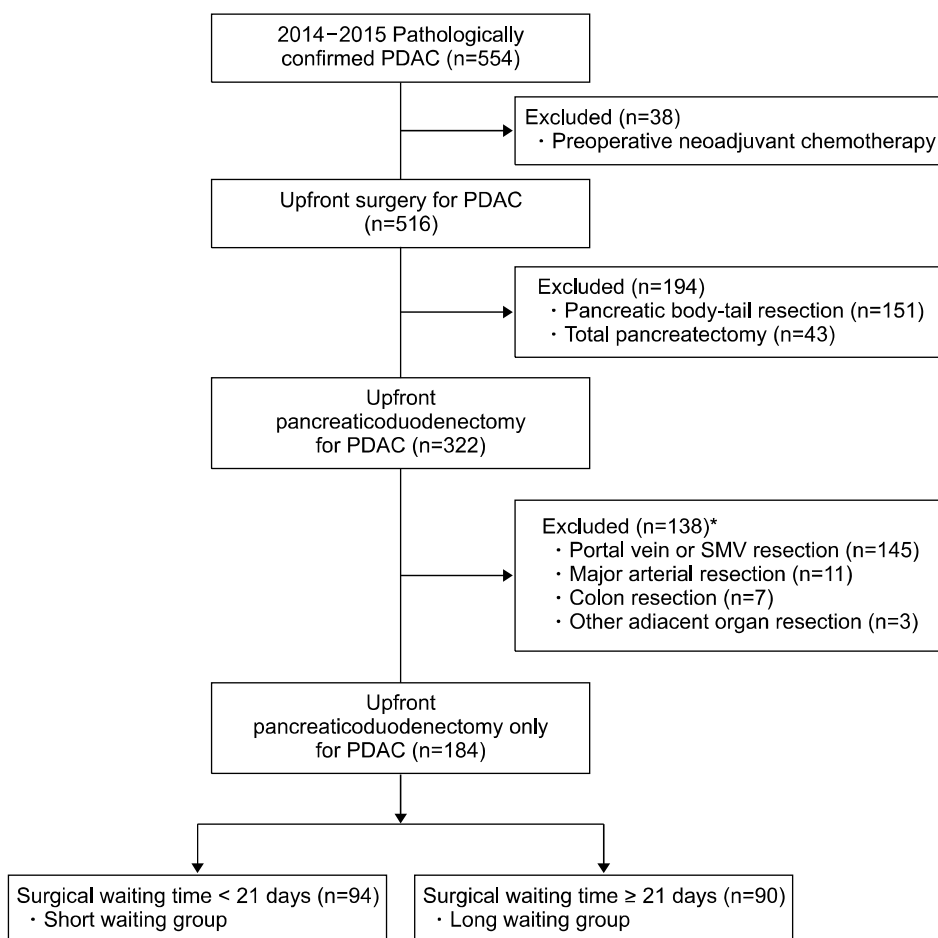 2014–2015 Pathologically
confirmed PDAC (n=554)
Excluded (n=38)
· Preoperative neoadjuvant chemotherapy
Upfront surgery for PDAC
(n=516)
Excluded (n=194)
· Pancreatic body-tail resection (n=151)
· Total pancreatectomy (n=43)
Upfront
pancreaticoduodenectomy
for PDAC (n=322)
Excluded (n=138)*
· Portal vein or SMV resection (n=145)
· Major arterial resection (n=11)
· Colon resection (n=7)
· Other adiacent organ resection (n=3)
Upfront
pancreaticoduodenectomy only
for PDAC (n=184)
Surgical waiting time < 21 days (n=94)
· Short waiting group
Surgical waiting time ≥ 21 days (n=90)
· Long waiting group